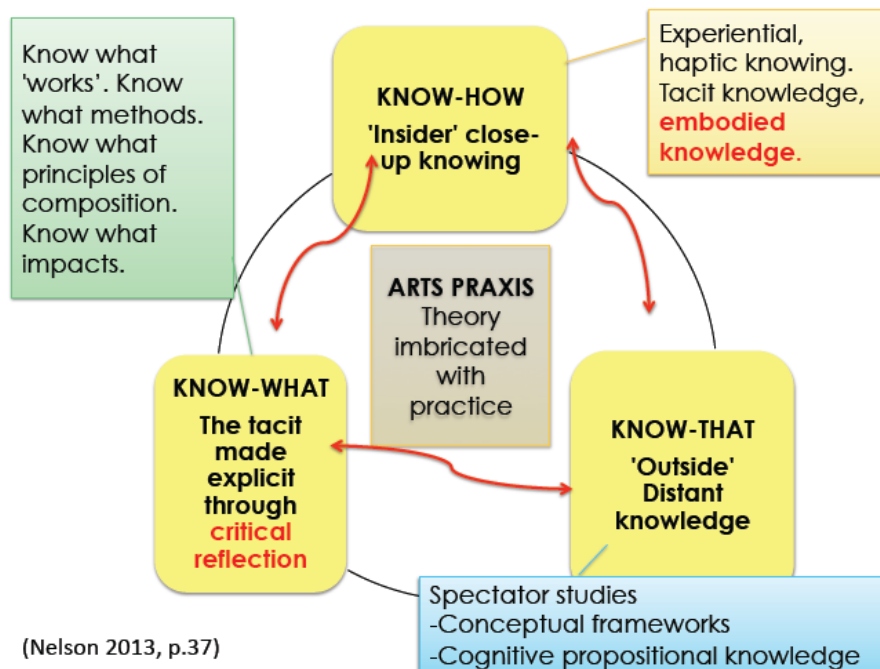 Know what
'works'. Know
what methods.
Know what
principles of
composition.
Know what
impacts.
KNOW-HOW
'Insider' close-
up knowing
Experiential,
haptic knowing.
Tacit knowledge,
embodied
knowledge.
ARTS PRAXIS
Theory
imbricated
with
practice
KNOW-WHAT
The tacit
made
explicit
through
critical
reflection
KNOW-THAT
'Outside'
Distant
knowledge
Spectator studies
-Conceptual frameworks
-Cognitive propositional knowledge
(Nelson 2013, p.37)